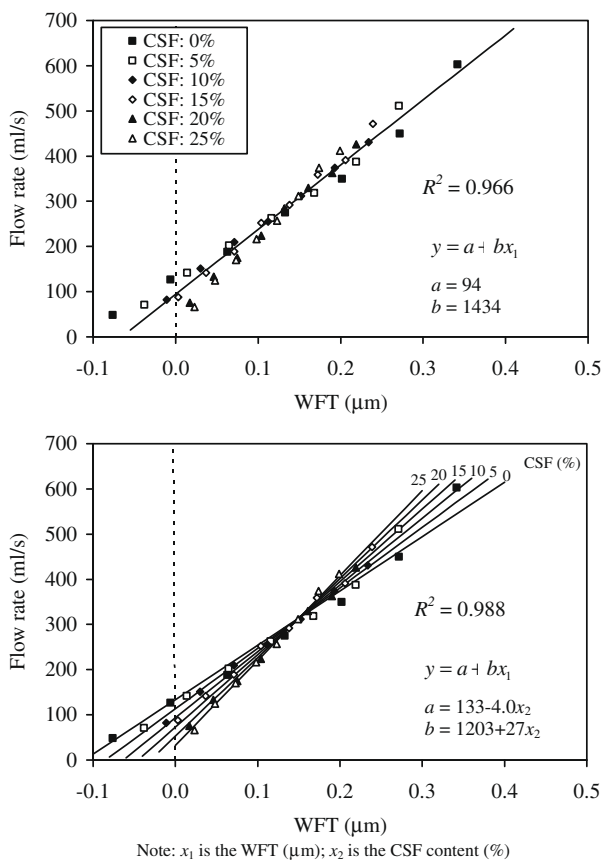 700
600
500
400
300
200
100
0
Flow rate (ml/s)
CSF: 0%
CSF: 5%
CSF: 10%
CSF: 15%
CSF: 20%
CSF: 25%
R² = 0.966
y = a + bx₁
a = 94
b = 1434
-0.1 0.0 0.1 0.2 0.3 0.4 0.5
WFT (μm)
700
600
500
400
300
200
100
0
Flow rate (ml/s)
CSF (%)
25 20 15 10 5 0
R² = 0.988
y = a + bx₁
a = 133-4.0x₂
b = 1203+27x₂
-0.1 0.0 0.1 0.2 0.3 0.4 0.5
WFT (μm)
Note: x₁ is the WFT (μm); x₂ is the CSF content (%)